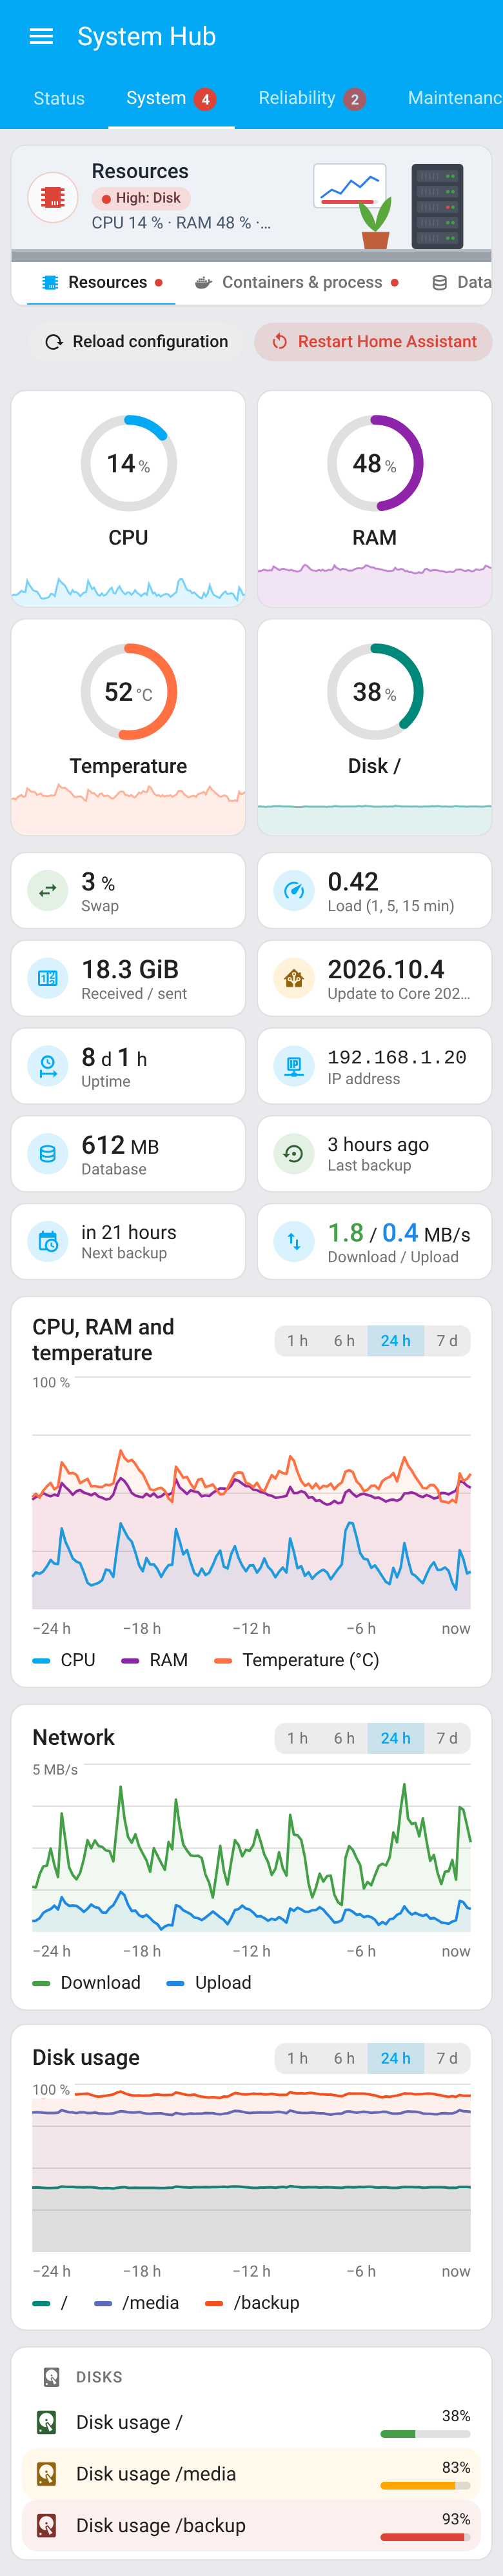 System Hub
Status System 4 Reliability 2 Maintenanc
Resources
High: Disk
CPU 14 % · RAM 48 % ·…
Resources Containers & process Data
Reload configuration Restart Home Assistant
14 %
CPU
48 %
RAM
52 °C
Temperature
38 %
Disk /
3 %
Swap
0.42
Load (1, 5, 15 min)
18.3 GiB
Received / sent
2026.10.4
Update to Core 202…
8 d 1 h
Uptime
192.168.1.20
IP address
612 MB
Database
3 hours ago
Last backup
in 21 hours
Next backup
1.8 / 0.4 MB/s
Download / Upload
CPU, RAM and
temperature
1 h 6 h 24 h 7 d
100 %
−24 h −18 h −12 h −6 h now
CPU RAM Temperature (°C)
Network
1 h 6 h 24 h 7 d
5 MB/s
−24 h −18 h −12 h −6 h now
Download Upload
Disk usage
1 h 6 h 24 h 7 d
100 %
−24 h −18 h −12 h −6 h now
/ /media /backup
DISKS
Disk usage / 38%
Disk usage /media 83%
Disk usage /backup 93%